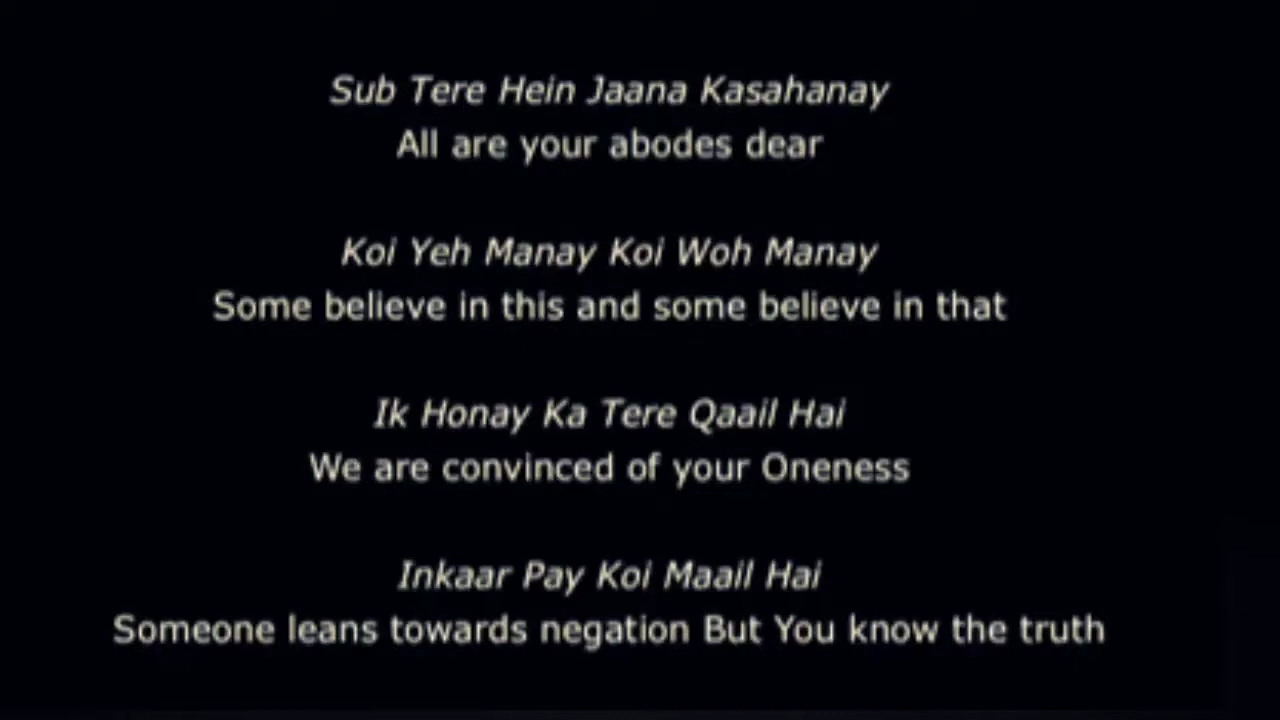 Sub Tere Hein Jaana Kasahanay
All are your abodes dear
Koi Yeh Manay Koi Woh Manay
Some believe in this and some believe in that
Ik Honay Ka Tere Qaail Hai
We are convinced of your Oneness
Inkaar Pay Koi Maail Hai
Someone leans towards negation But You know the truth